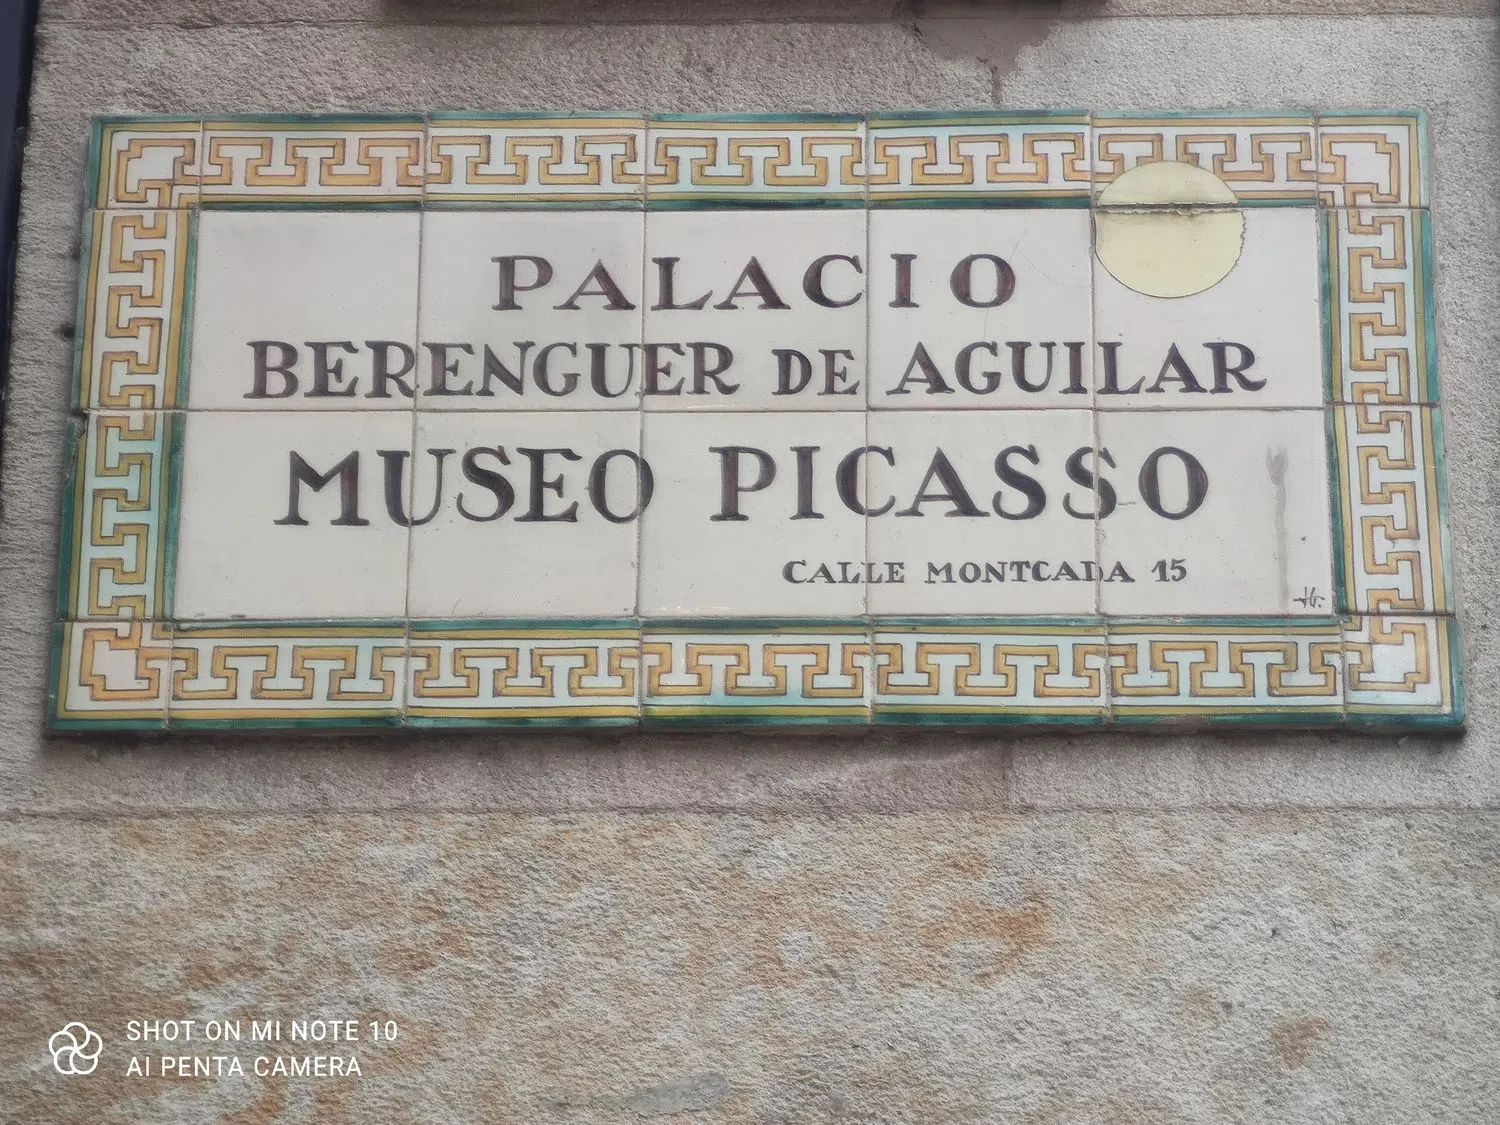 PALACIO
BERENGUER DE AGUILAR
MUSEO PICASSO
CALLE MONTCADA 15
SHOT ON MI NOTE 10
AI PENTA CAMERA